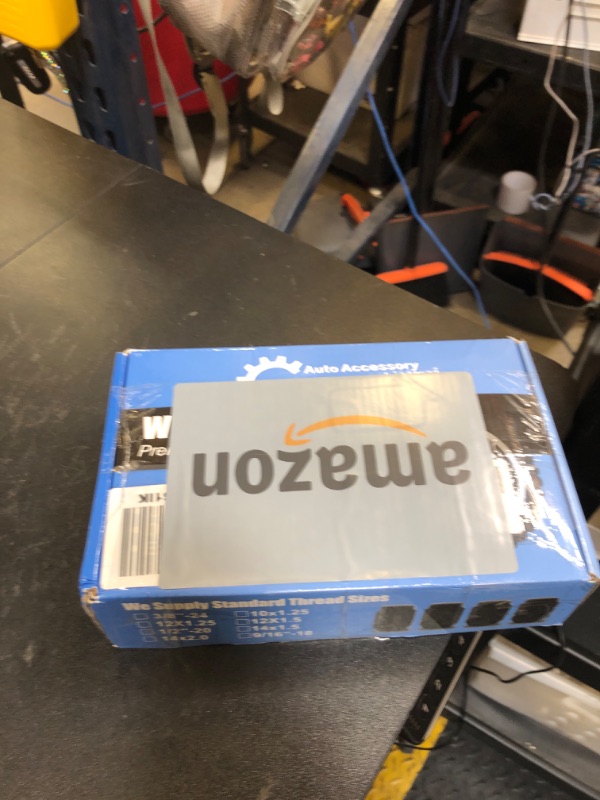 Auto Accessory
amazon
We Supply Standard Thread Sizes
3/8"-24
10x1.25
12X1.25
12X1.5
1/2"-20
14x1.5
14x2.0
9/16"-18